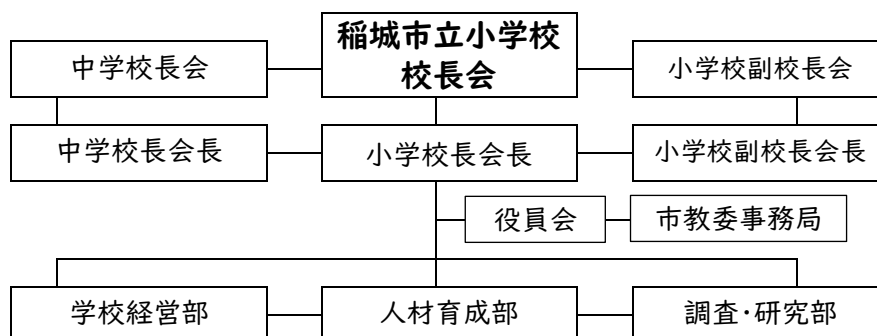 稲城市立小学校
校長会
中学校長会
小学校副校長会
中学校長会長
小学校長会長
小学校副校長会長
役員会
市教委事務局
学校経営部
人材育成部
調査・研究部